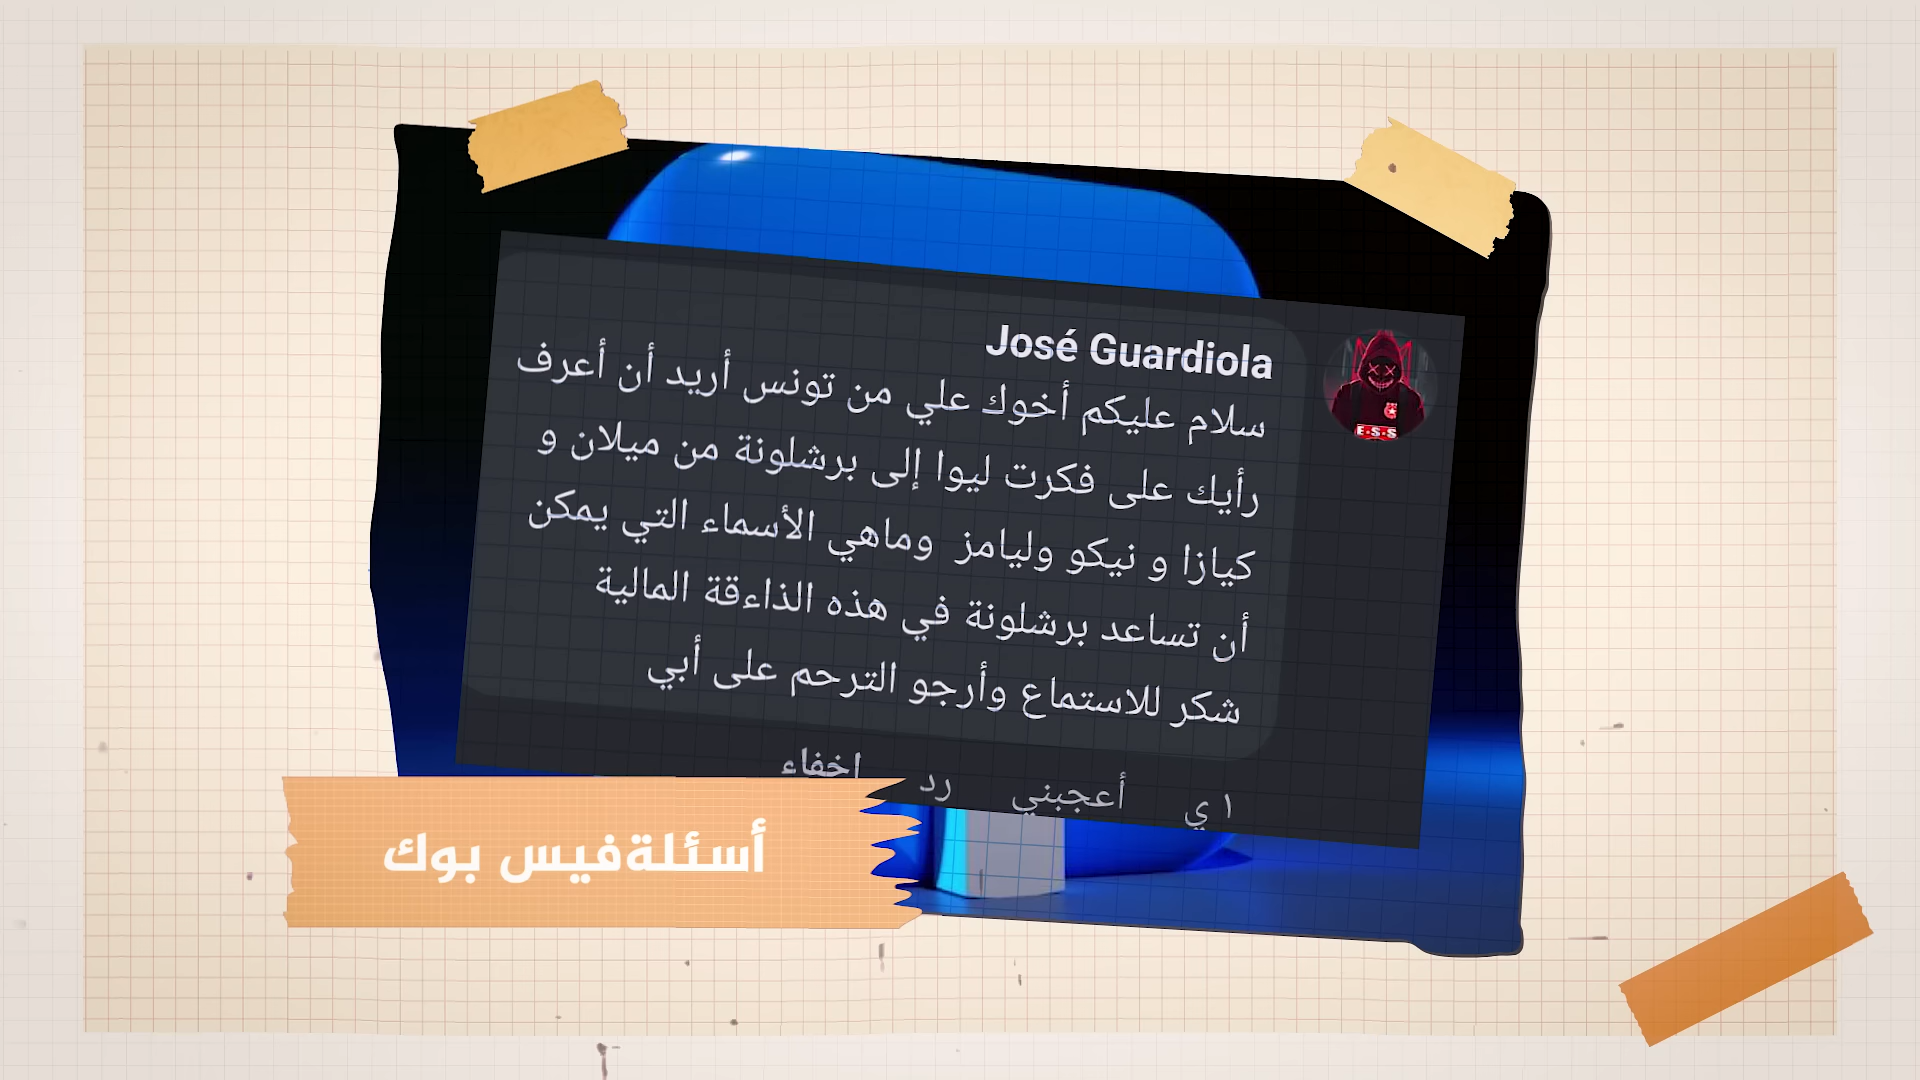 José Guardiola
سلام عليكم أخوك علي من تونس أريد أن أعرف
رأيك على فكرت ليوا إلى برشلونة من ميلان و
كيازا و نيكو وليامز وماهي الأسماء التي يمكن
أن تساعد برشلونة في هذه الذاءقة المالية
شكر للاستماع وأرجو الترحم على أبي
١ ي أعجبني رد إخفاء
E·S·S
أسئلةفيس بوك